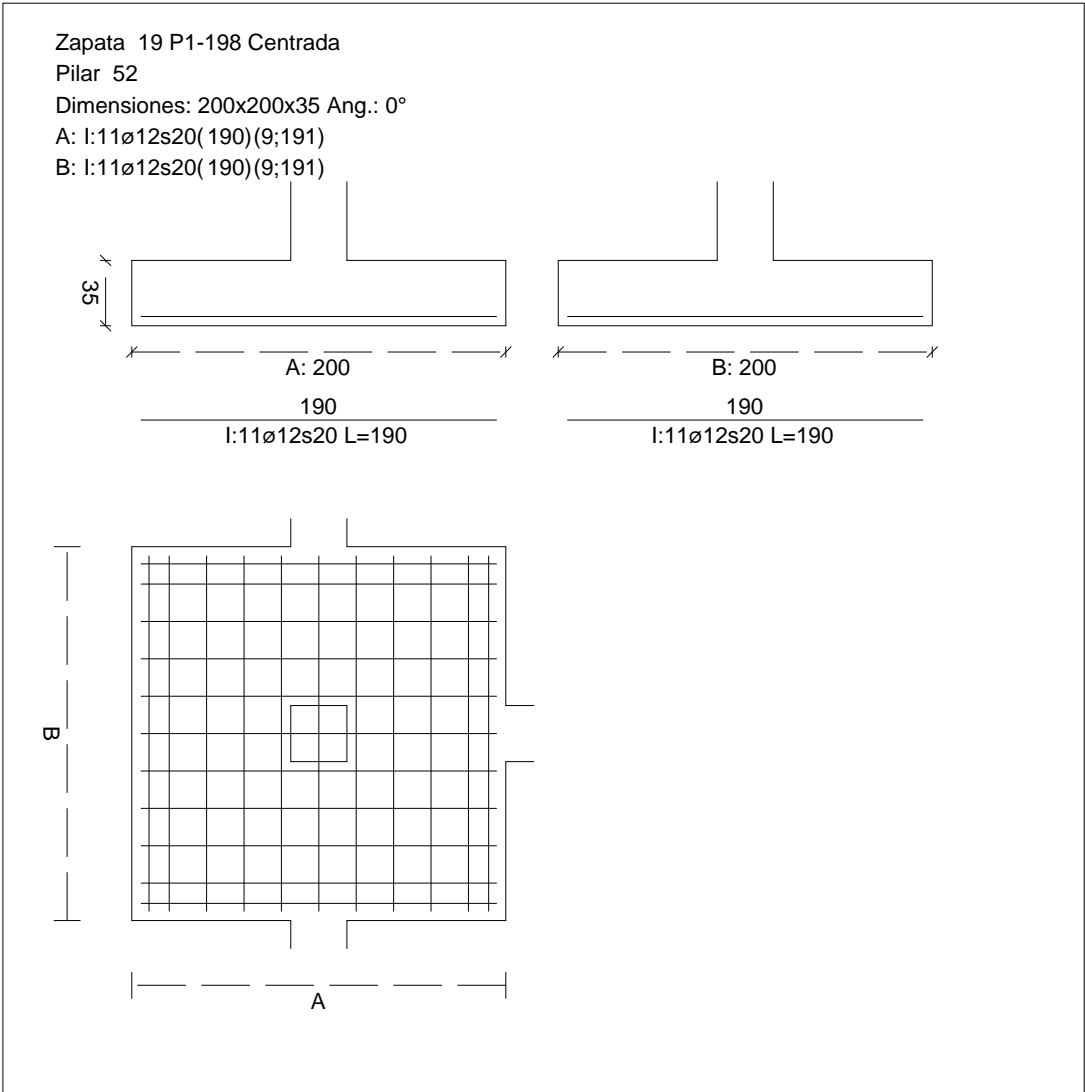 Zapata 19 P1-198 Centrada
Pilar 52
Dimensiones: 200x200x35 Ang.: 0°
A: I:11ø12s20(190)(9;191)
B: I:11ø12s20(190)(9;191)
35
A: 200
B: 200
190
190
I:11ø12s20 L=190
I:11ø12s20 L=190
B
A